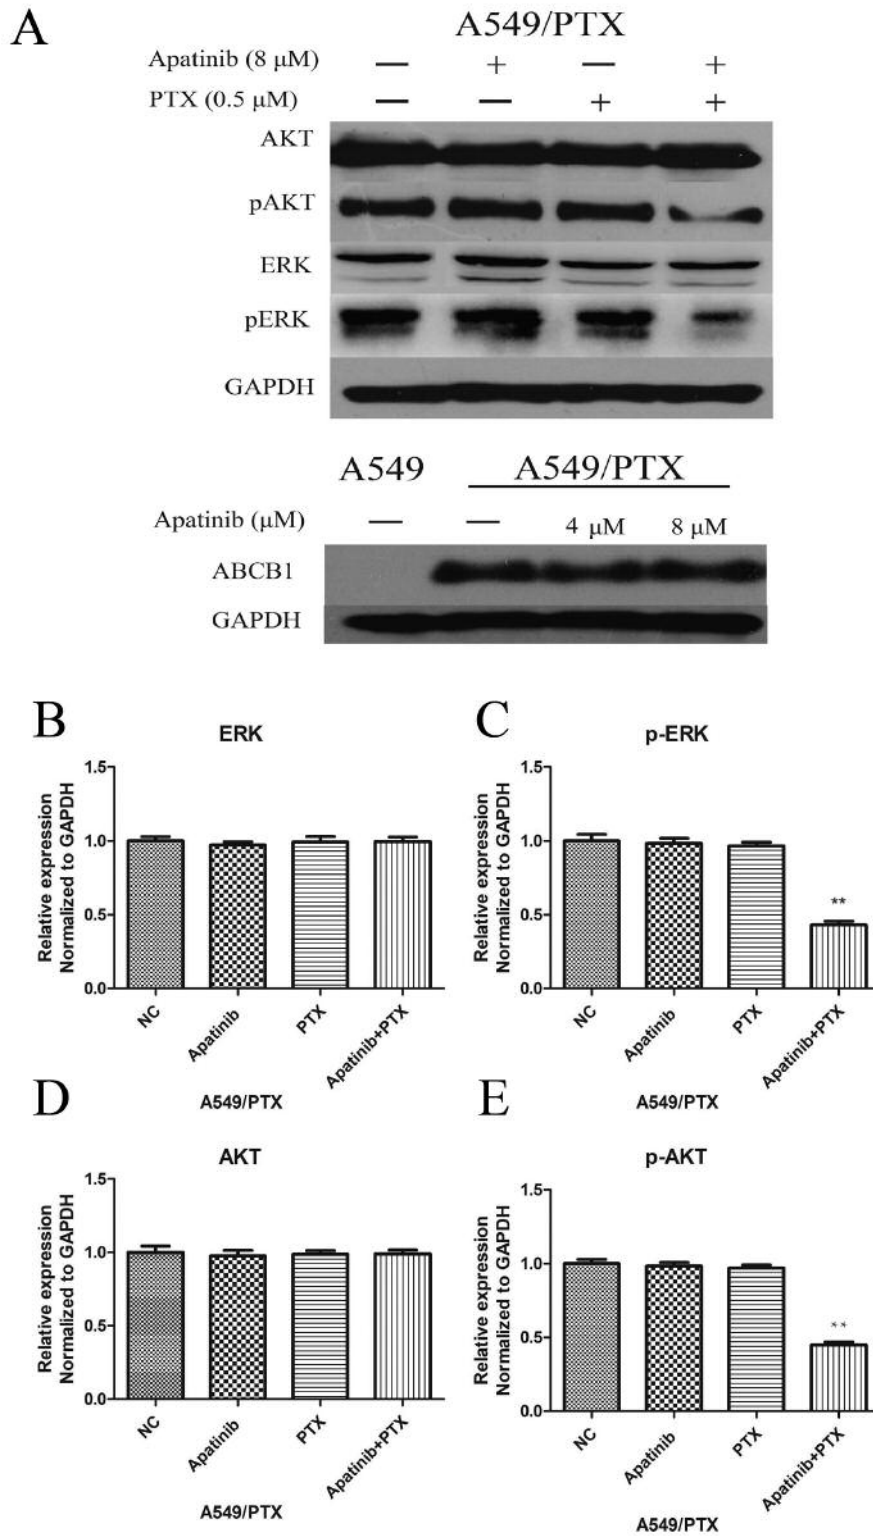 A
A549/PTX
Apatinib (8 μM) — + — +
PTX (0.5 μM) — — + +
AKT
pAKT
ERK
pERK
GAPDH
A549 A549/PTX
Apatinib (μM) — — 4 μM 8 μM
ABCB1
GAPDH
B
ERK
Relative expression
Normalized to GAPDH
1.5
1.0
0.5
0.0
NC
Apatinib
PTX
Apatinib+PTX
A549/PTX
C
p-ERK
Relative expression
Normalized to GAPDH
1.5
1.0
0.5
0.0
**
NC
Apatinib
PTX
Apatinib+PTX
A549/PTX
D
AKT
Relative expression
Normalized to GAPDH
1.5
1.0
0.5
0.0
NC
Apatinib
PTX
Apatinib+PTX
A549/PTX
E
p-AKT
Relative expression
Normalized to GAPDH
1.5
1.0
0.5
0.0
**
NC
Apatinib
PTX
Apatinib+PTX
A549/PTX